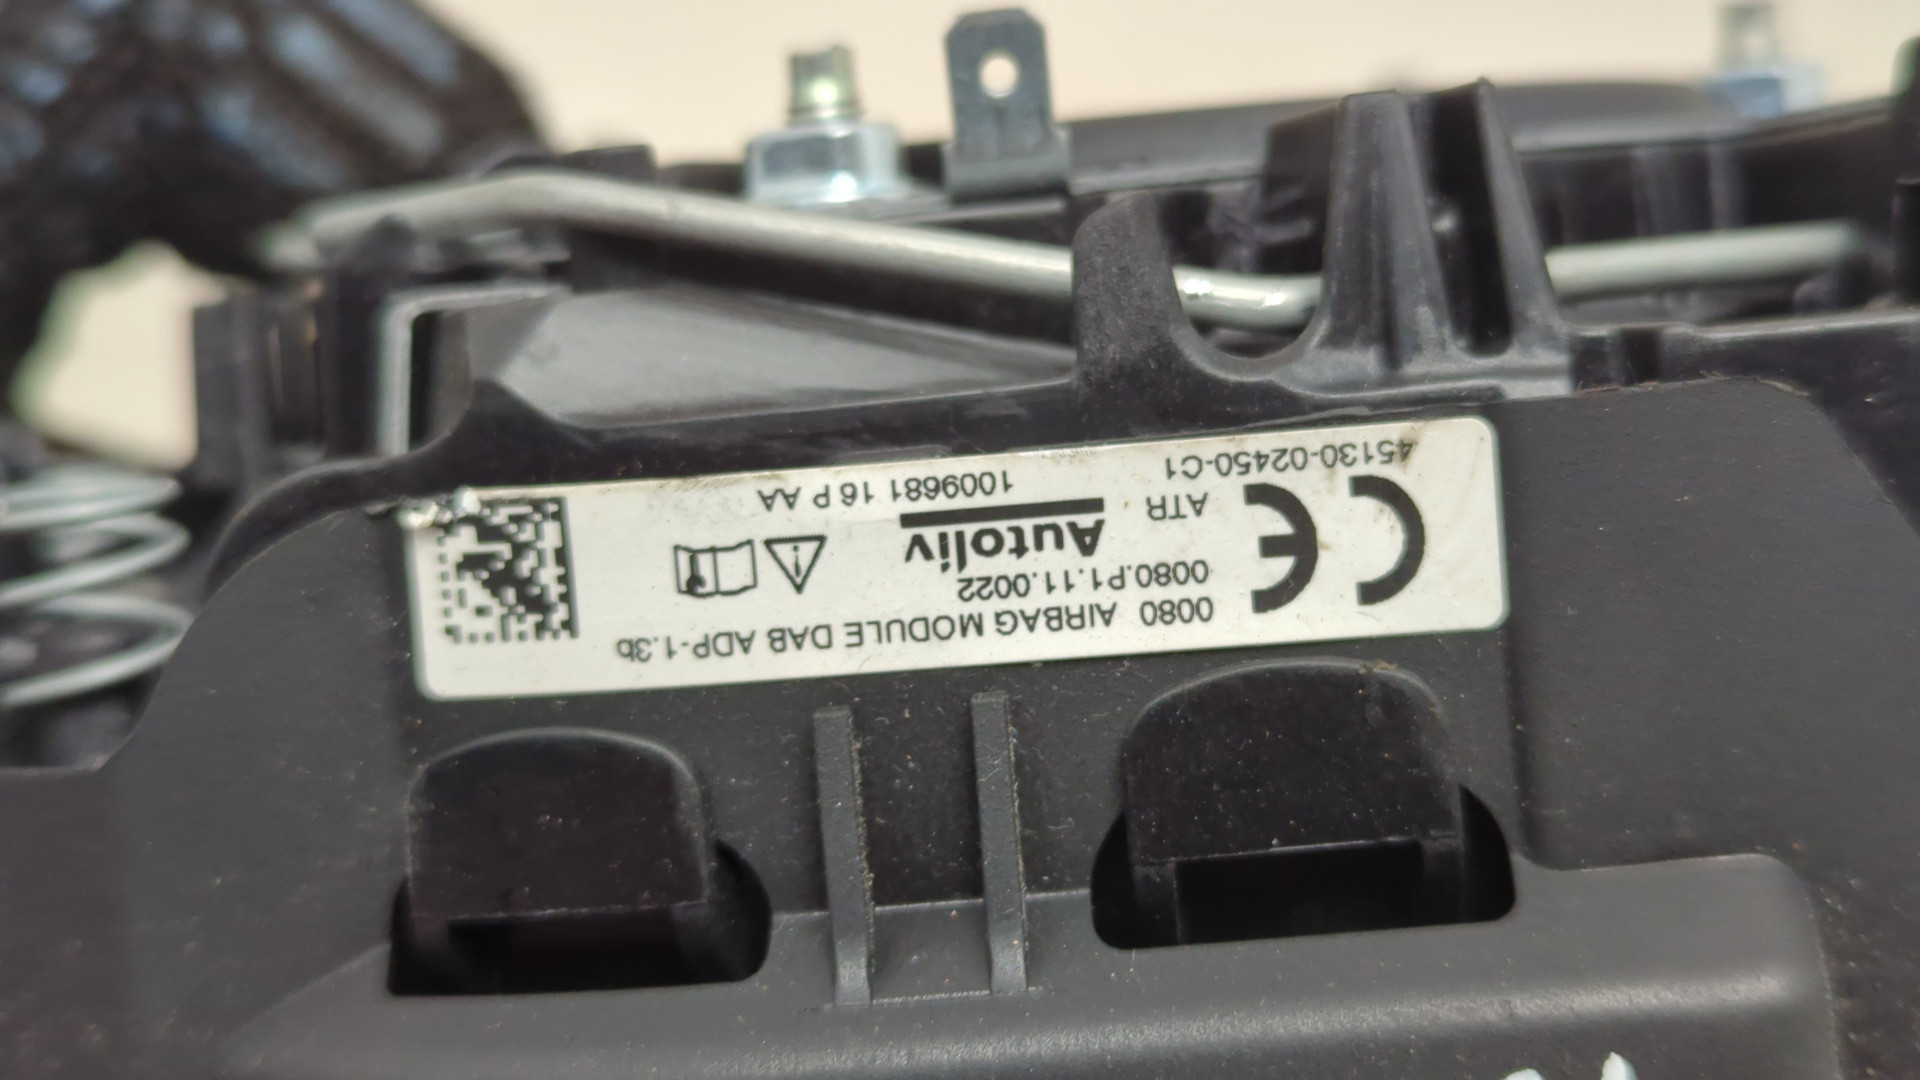 0080 AIRBAG MODULE DAB ADP-1.3b
0080.P1.11.0022
CE
Autoliv
ATR
1009681 16 P AA
45130-02450-C1